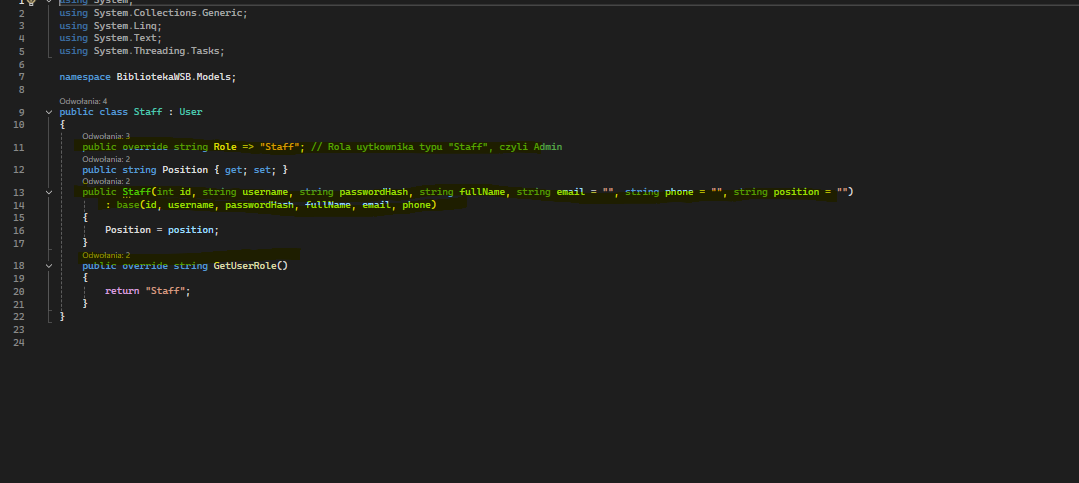 1 using System;
2 using System.Collections.Generic;
3 using System.Linq;
4 using System.Text;
5 using System.Threading.Tasks;
6
7 namespace BibliotekaWSB.Models;
8
Odwołania: 4
9 public class Staff : User
10 {
Odwołania: 3
11 public override string Role => "Staff"; // Rola uytkownika typu "Staff", czyli Admin
Odwołania: 2
12 public string Position { get; set; }
Odwołania: 2
13 public Staff(int id, string username, string passwordHash, string fullName, string email = "", string phone = "", string position = "")
14 : base(id, username, passwordHash, fullName, email, phone)
15 {
16 Position = position;
17 }
Odwołania: 2
18 public override string GetUserRole()
19 {
20 return "Staff";
21 }
22 }
23
24